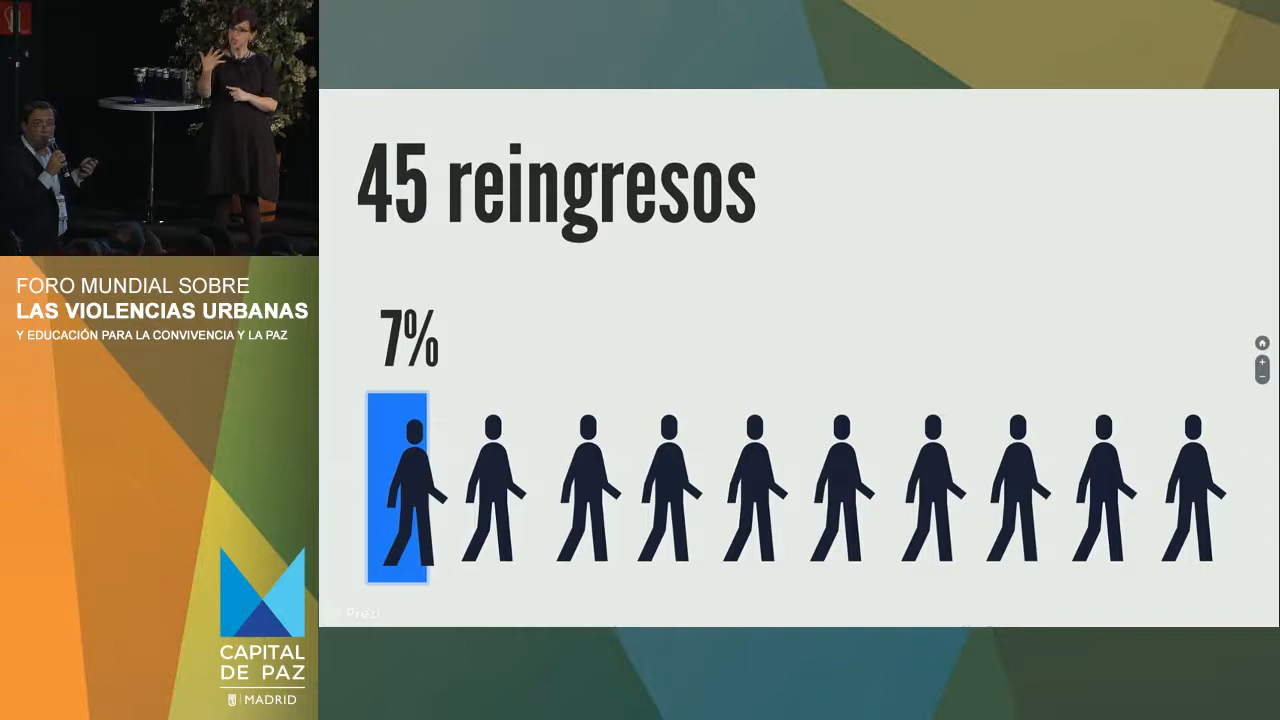 FORO MUNDIAL SOBRE
LAS VIOLENCIAS URBANAS
Y EDUCACIÓN PARA LA CONVIVENCIA Y LA PAZ
CAPITAL
DE PAZ
MADRID
45 reingresos
7%
Prezi